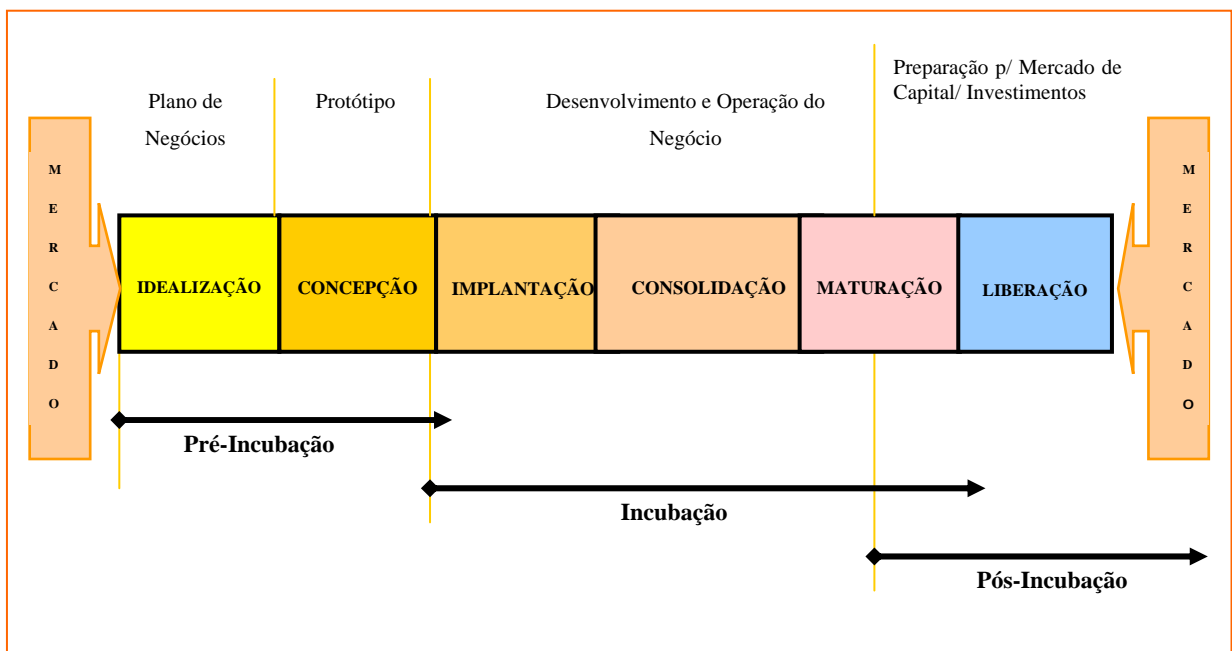 Plano de
Negócios
Protótipo
Desenvolvimento e Operação do
Negócio
Preparação p/ Mercado de
Capital/ Investimentos
M
E
R
C
A
D
O
IDEALIZAÇÃO
CONCEPÇÃO
IMPLANTAÇÃO
CONSOLIDAÇÃO
MATURAÇÃO
LIBERAÇÃO
M
E
R
C
A
D
O
Pré-Incubação
Incubação
Pós-Incubação